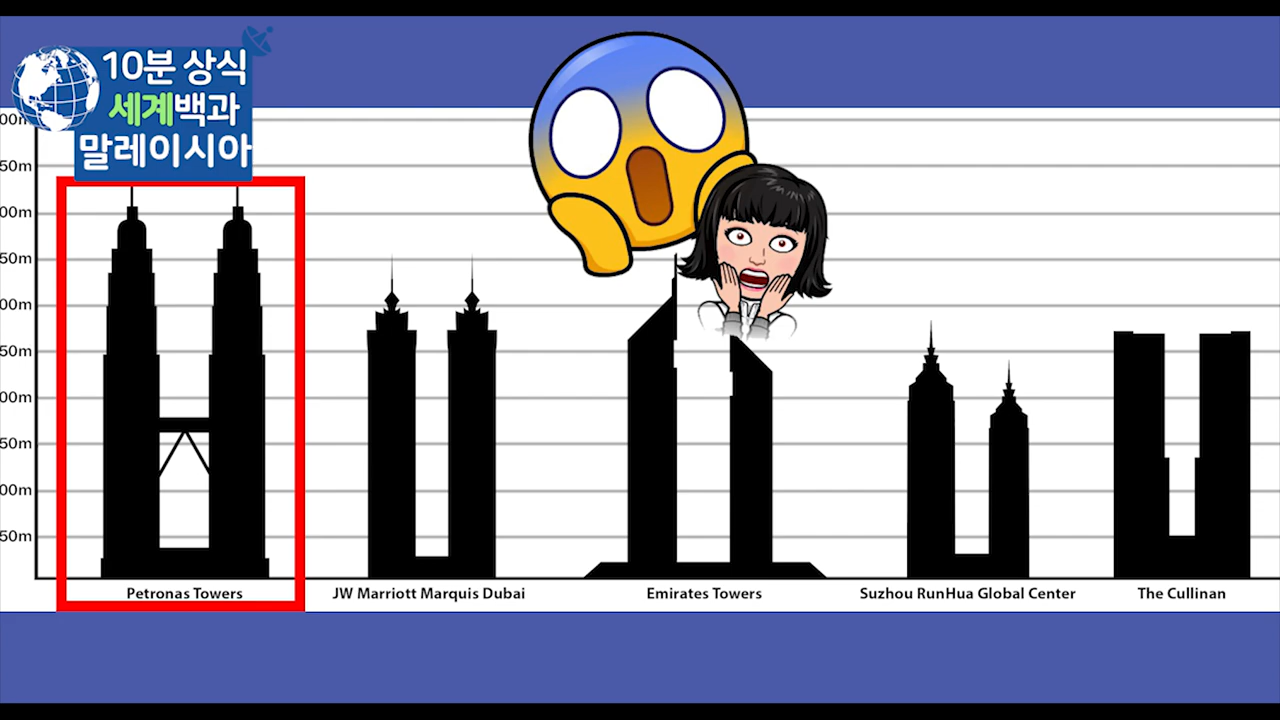 10분 상식
세계백과
말레이시아
00m
50m
00m
50m
00m
50m
00m
50m
00m
50m
Petronas Towers
JW Marriott Marquis Dubai
Emirates Towers
Suzhou RunHua Global Center
The Cullinan